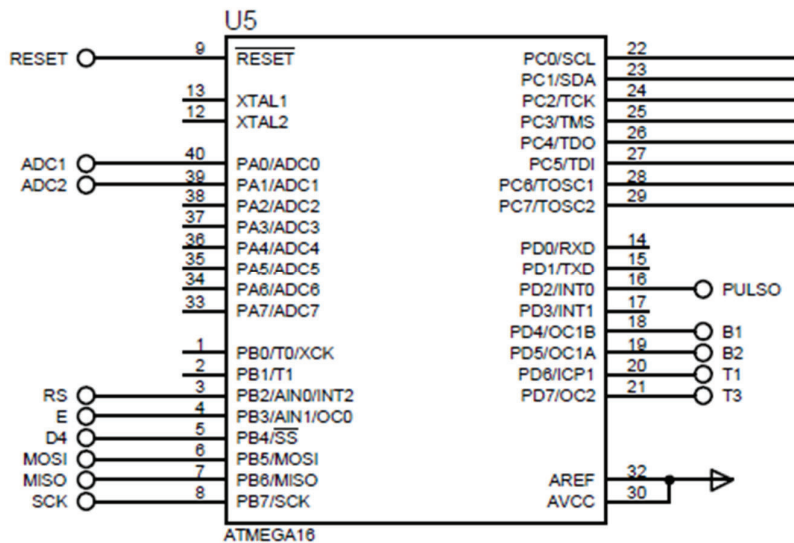 U5
RESET 9 RESET PC0/SCL 22
PC1/SDA 23
13 XTAL1 PC2/TCK 24
12 XTAL2 PC3/TMS 25
PC4/TDO 26
ADC1 40 PA0/ADC0 PC5/TDI 27
ADC2 39 PA1/ADC1 PC6/TOSC1 28
38 PA2/ADC2 PC7/TOSC2 29
37 PA3/ADC3
36 PA4/ADC4 PD0/RXD 14
35 PA5/ADC5 PD1/TXD 15
34 PA6/ADC6 PD2/INT0 16 PULSO
33 PA7/ADC7 PD3/INT1 17
PD4/OC1B 18 B1
1 PB0/T0/XCK PD5/OC1A 19 B2
2 PB1/T1 PD6/ICP1 20 T1
RS 3 PB2/AIN0/INT2 PD7/OC2 21 T3
E 4 PB3/AIN1/OC0
D4 5 PB4/SS
MOSI 6 PB5/MOSI
MISO 7 PB6/MISO AREF 32
SCK 8 PB7/SCK AVCC 30
ATMEGA16